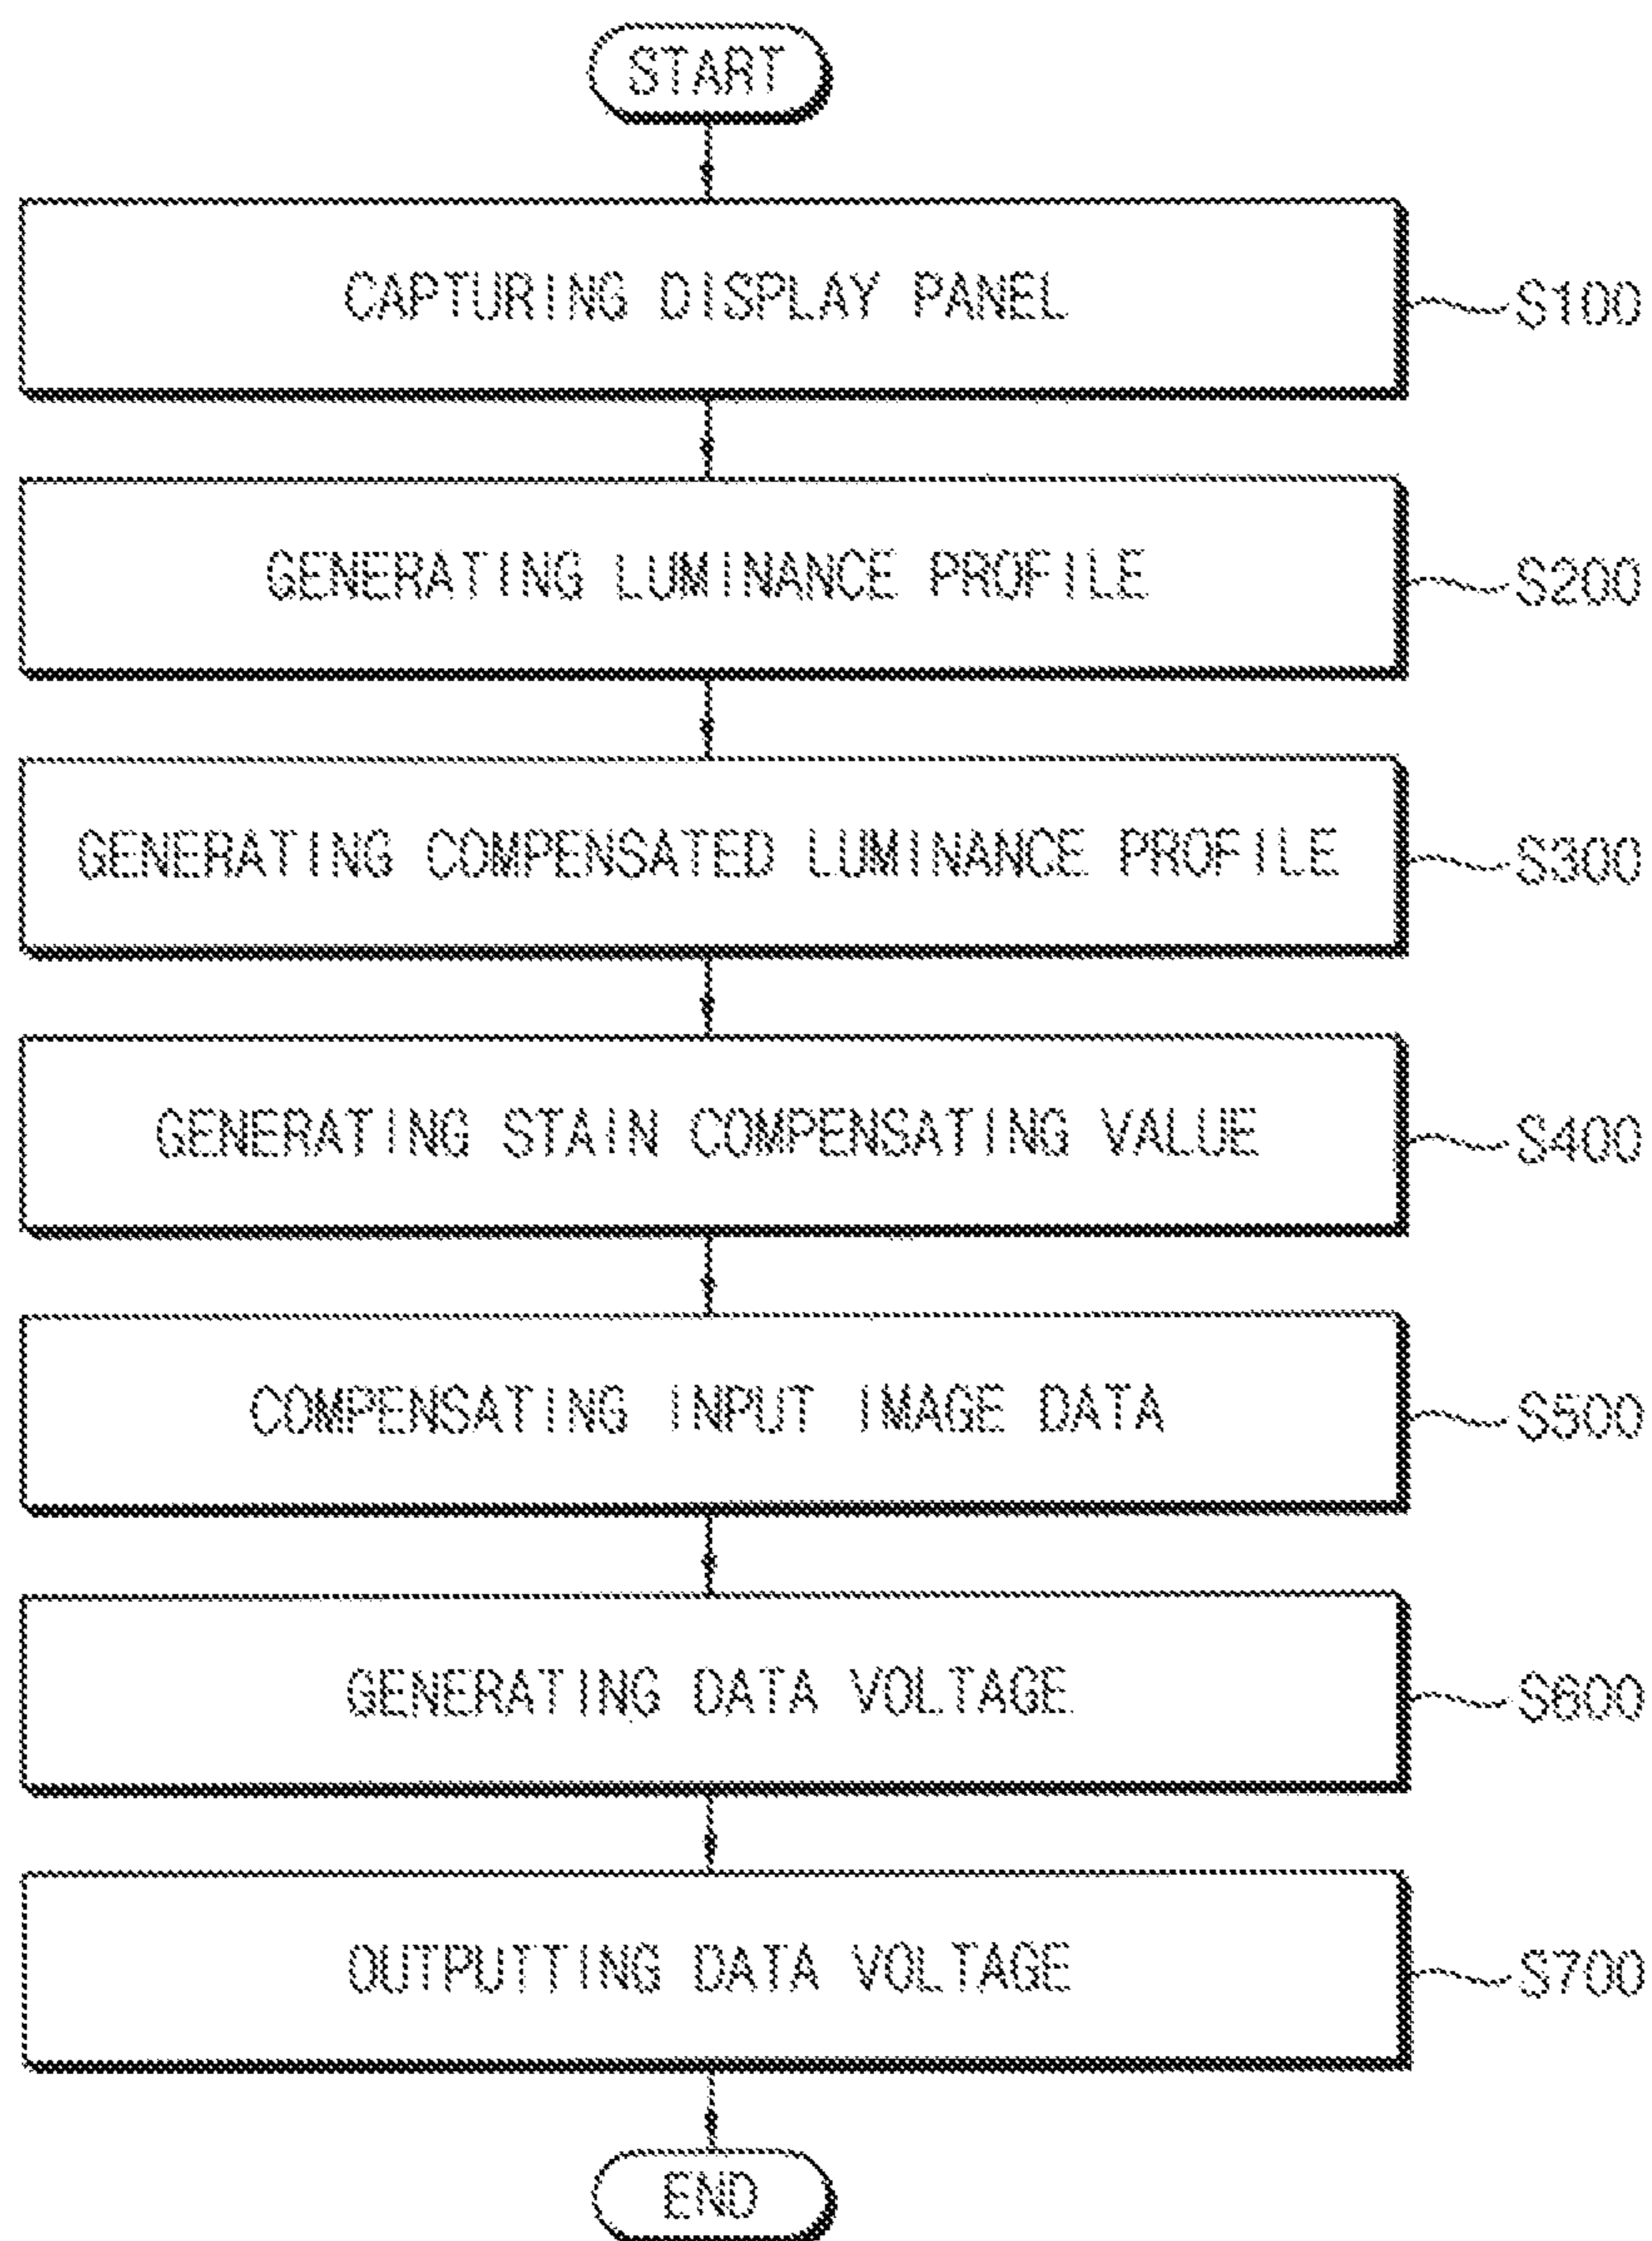 START
CAPTURING DISPLAY PANEL
S100
GENERATING LUMINANCE PROFILE
S200
GENERATING COMPENSATED LUMINANCE PROFILE
S300
GENERATING STAIN COMPENSATING VALUE
S400
COMPENSATING INPUT IMAGE DATA
S500
GENERATING DATA VOLTAGE
S600
OUTPUTTING DATA VOLTAGE
S700
END